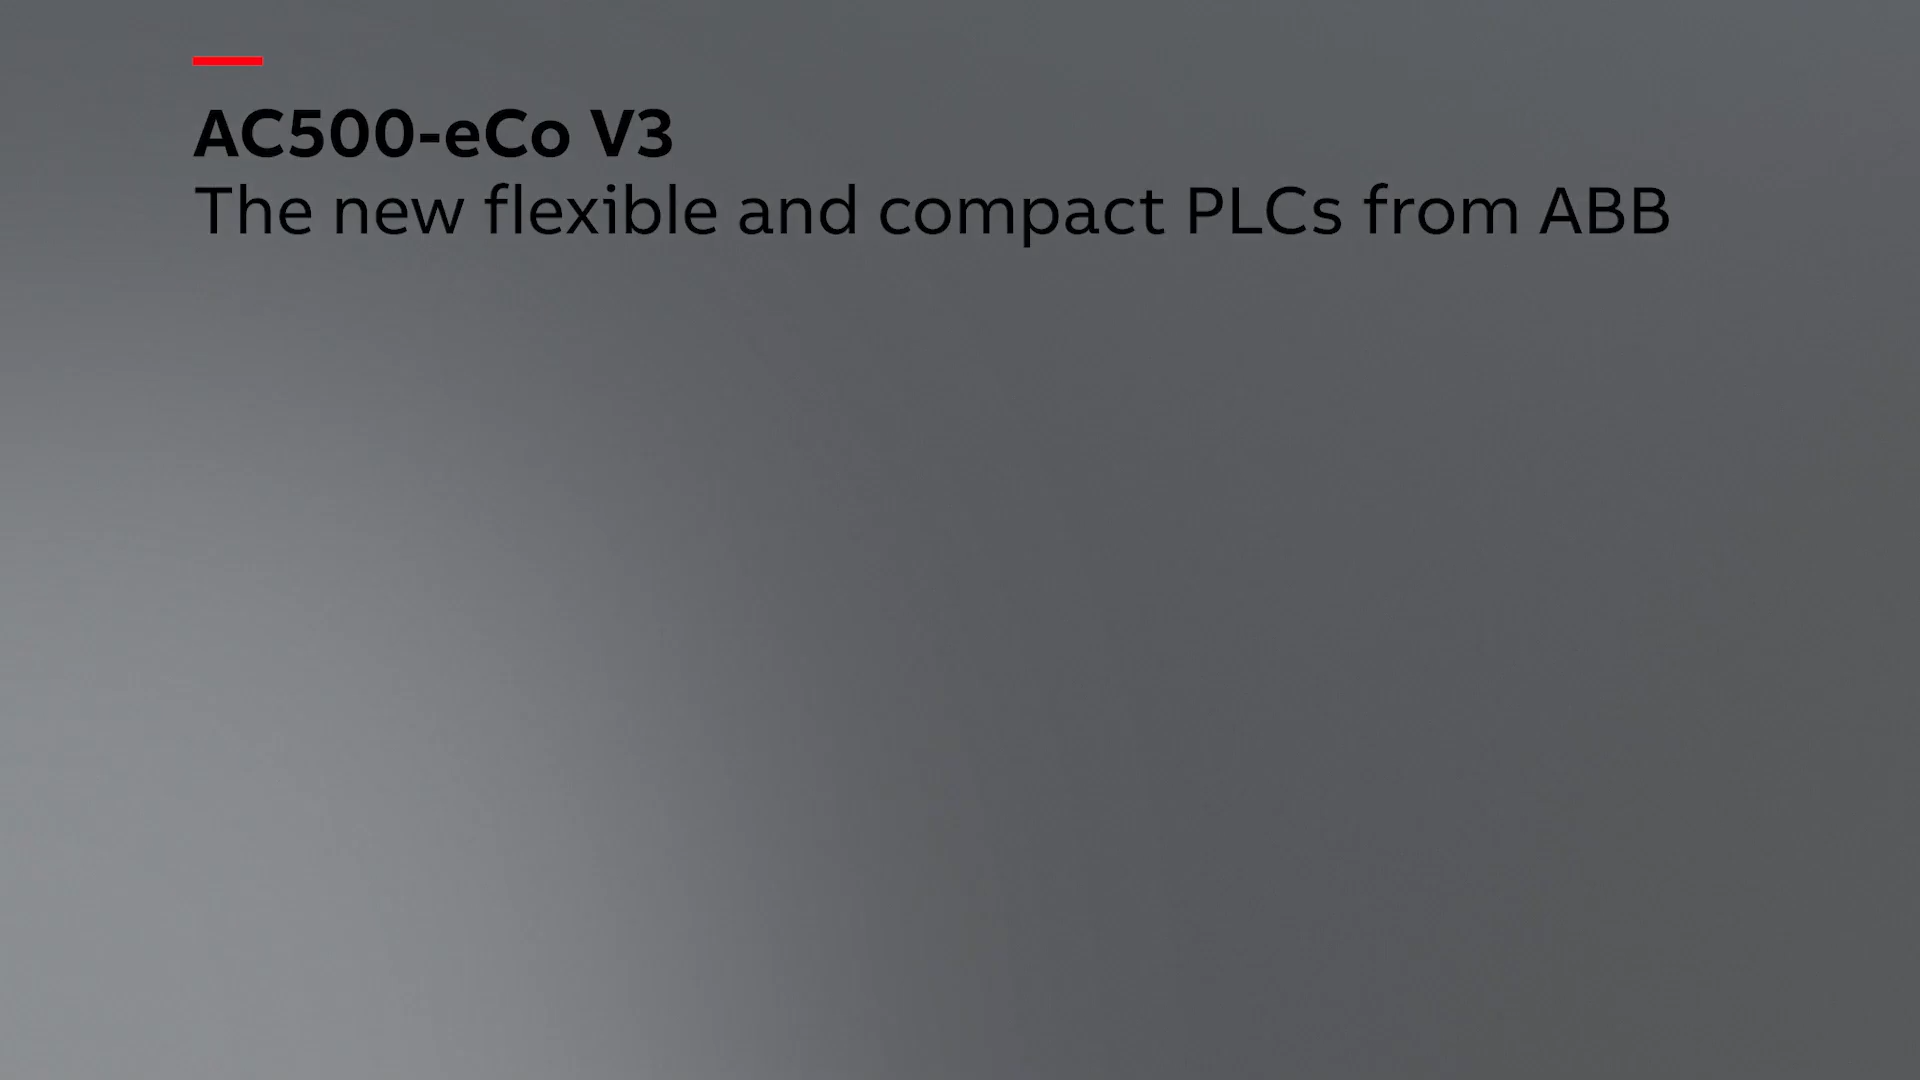 AC500-eCo V3
The new flexible and compact PLCs from ABB